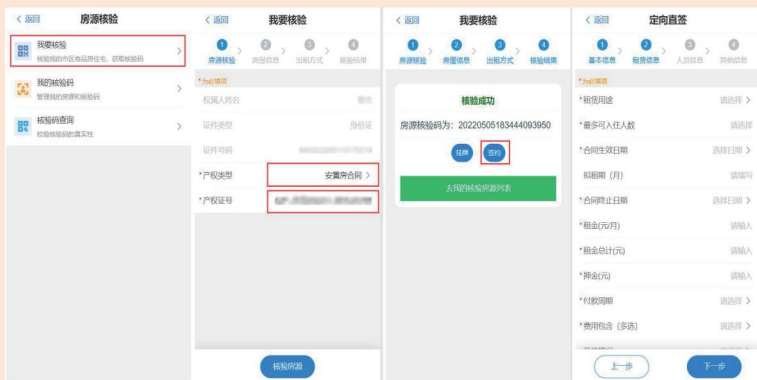 返回
房源核验
我要核验
核验我的市区商品房住宅，获取核验码
我的核验码
管理我的房源和核验码
核验码查询
校验核验码的真实性
返回
我要核验
1
2
3
4
房源核验
房屋信息
出租方式
核验结果
*为必填项
权属人姓名
证件类型
身份证
证件号码
*产权类型
安置房合同
*产权证号
核验房源
返回
我要核验
1
2
3
4
房源核验
房屋信息
出租方式
核验结果
核验成功
房源核验码为：20220505183444093950
挂牌
签约
去我的核验房源列表
返回
定向直签
1
2
3
4
基本信息
租赁信息
人员信息
其他信息
*为必填项
*租赁用途
请选择
*最多可入住人数
请选择
*合同生效日期
选择日期
拟租期（月）
请填写
*合同终止日期
选择日期
*租金(元/月)
请输入
*租金总计(元)
请输入
*押金(元)
请输入
*付款周期
请选择
*费用包含（多选）
请选择
上一步
下一步